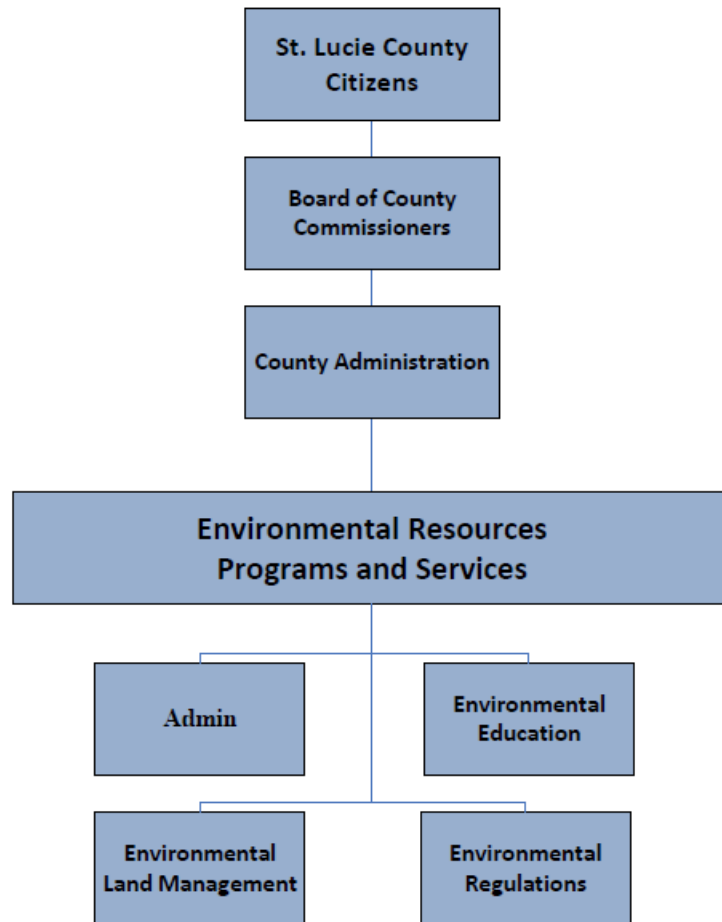 St. Lucie County
Citizens
Board of County
Commissioners
County Administration
Environmental Resources
Programs and Services
Admin
Environmental
Education
Environmental
Land Management
Environmental
Regulations